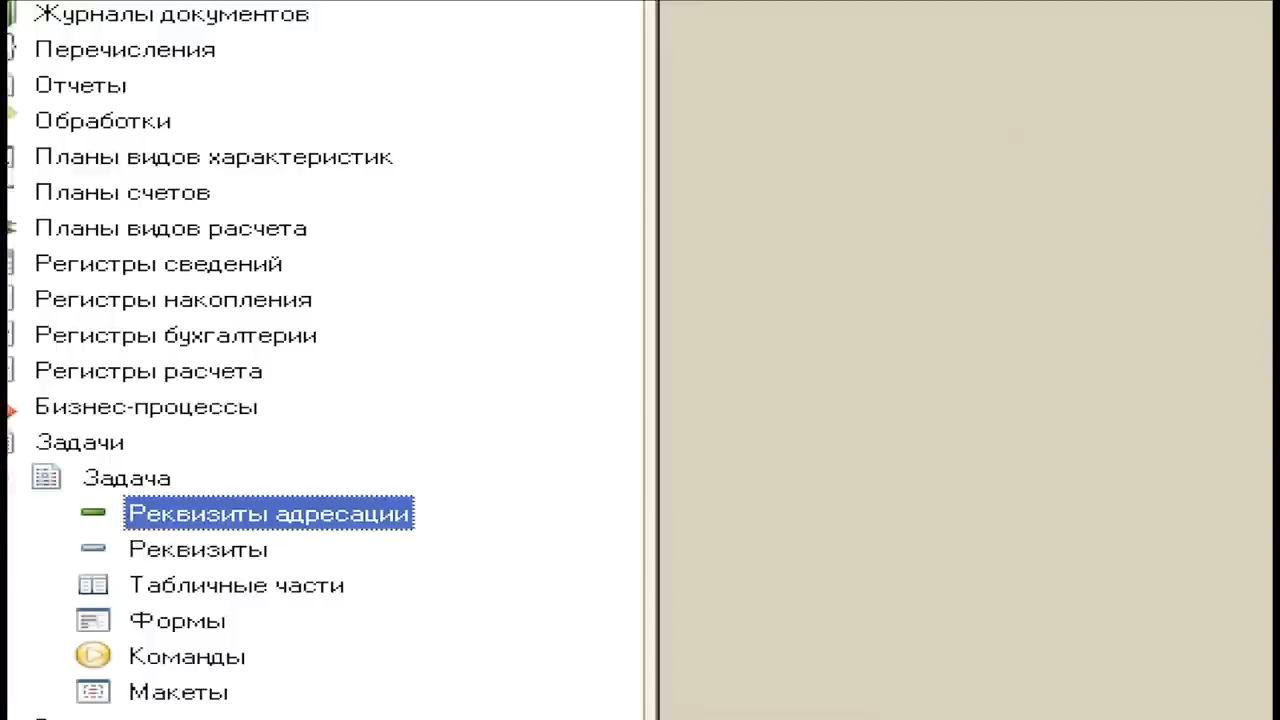 Журналы документов
Перечисления
Отчеты
Обработки
Планы видов характеристик
Планы счетов
Планы видов расчета
Регистры сведений
Регистры накопления
Регистры бухгалтерии
Регистры расчета
Бизнес-процессы
Задачи
Задача
Реквизиты адресации
Реквизиты
Табличные части
Формы
Команды
Макеты